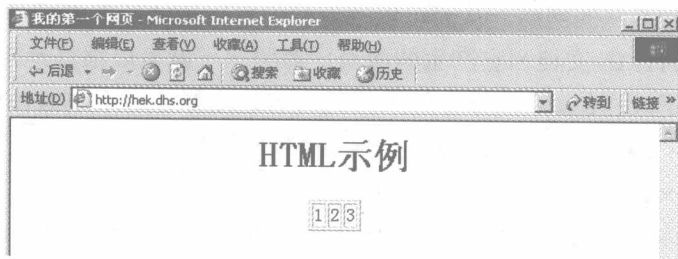 我的第一个网页 - Microsoft Internet Explorer
文件(F) 编辑(E) 查看(V) 收藏(A) 工具(T) 帮助(H)
后退 搜索 收藏 历史
地址(D) http://hek.dhs.org 转到 链接 »
HTML示例
1 2 3